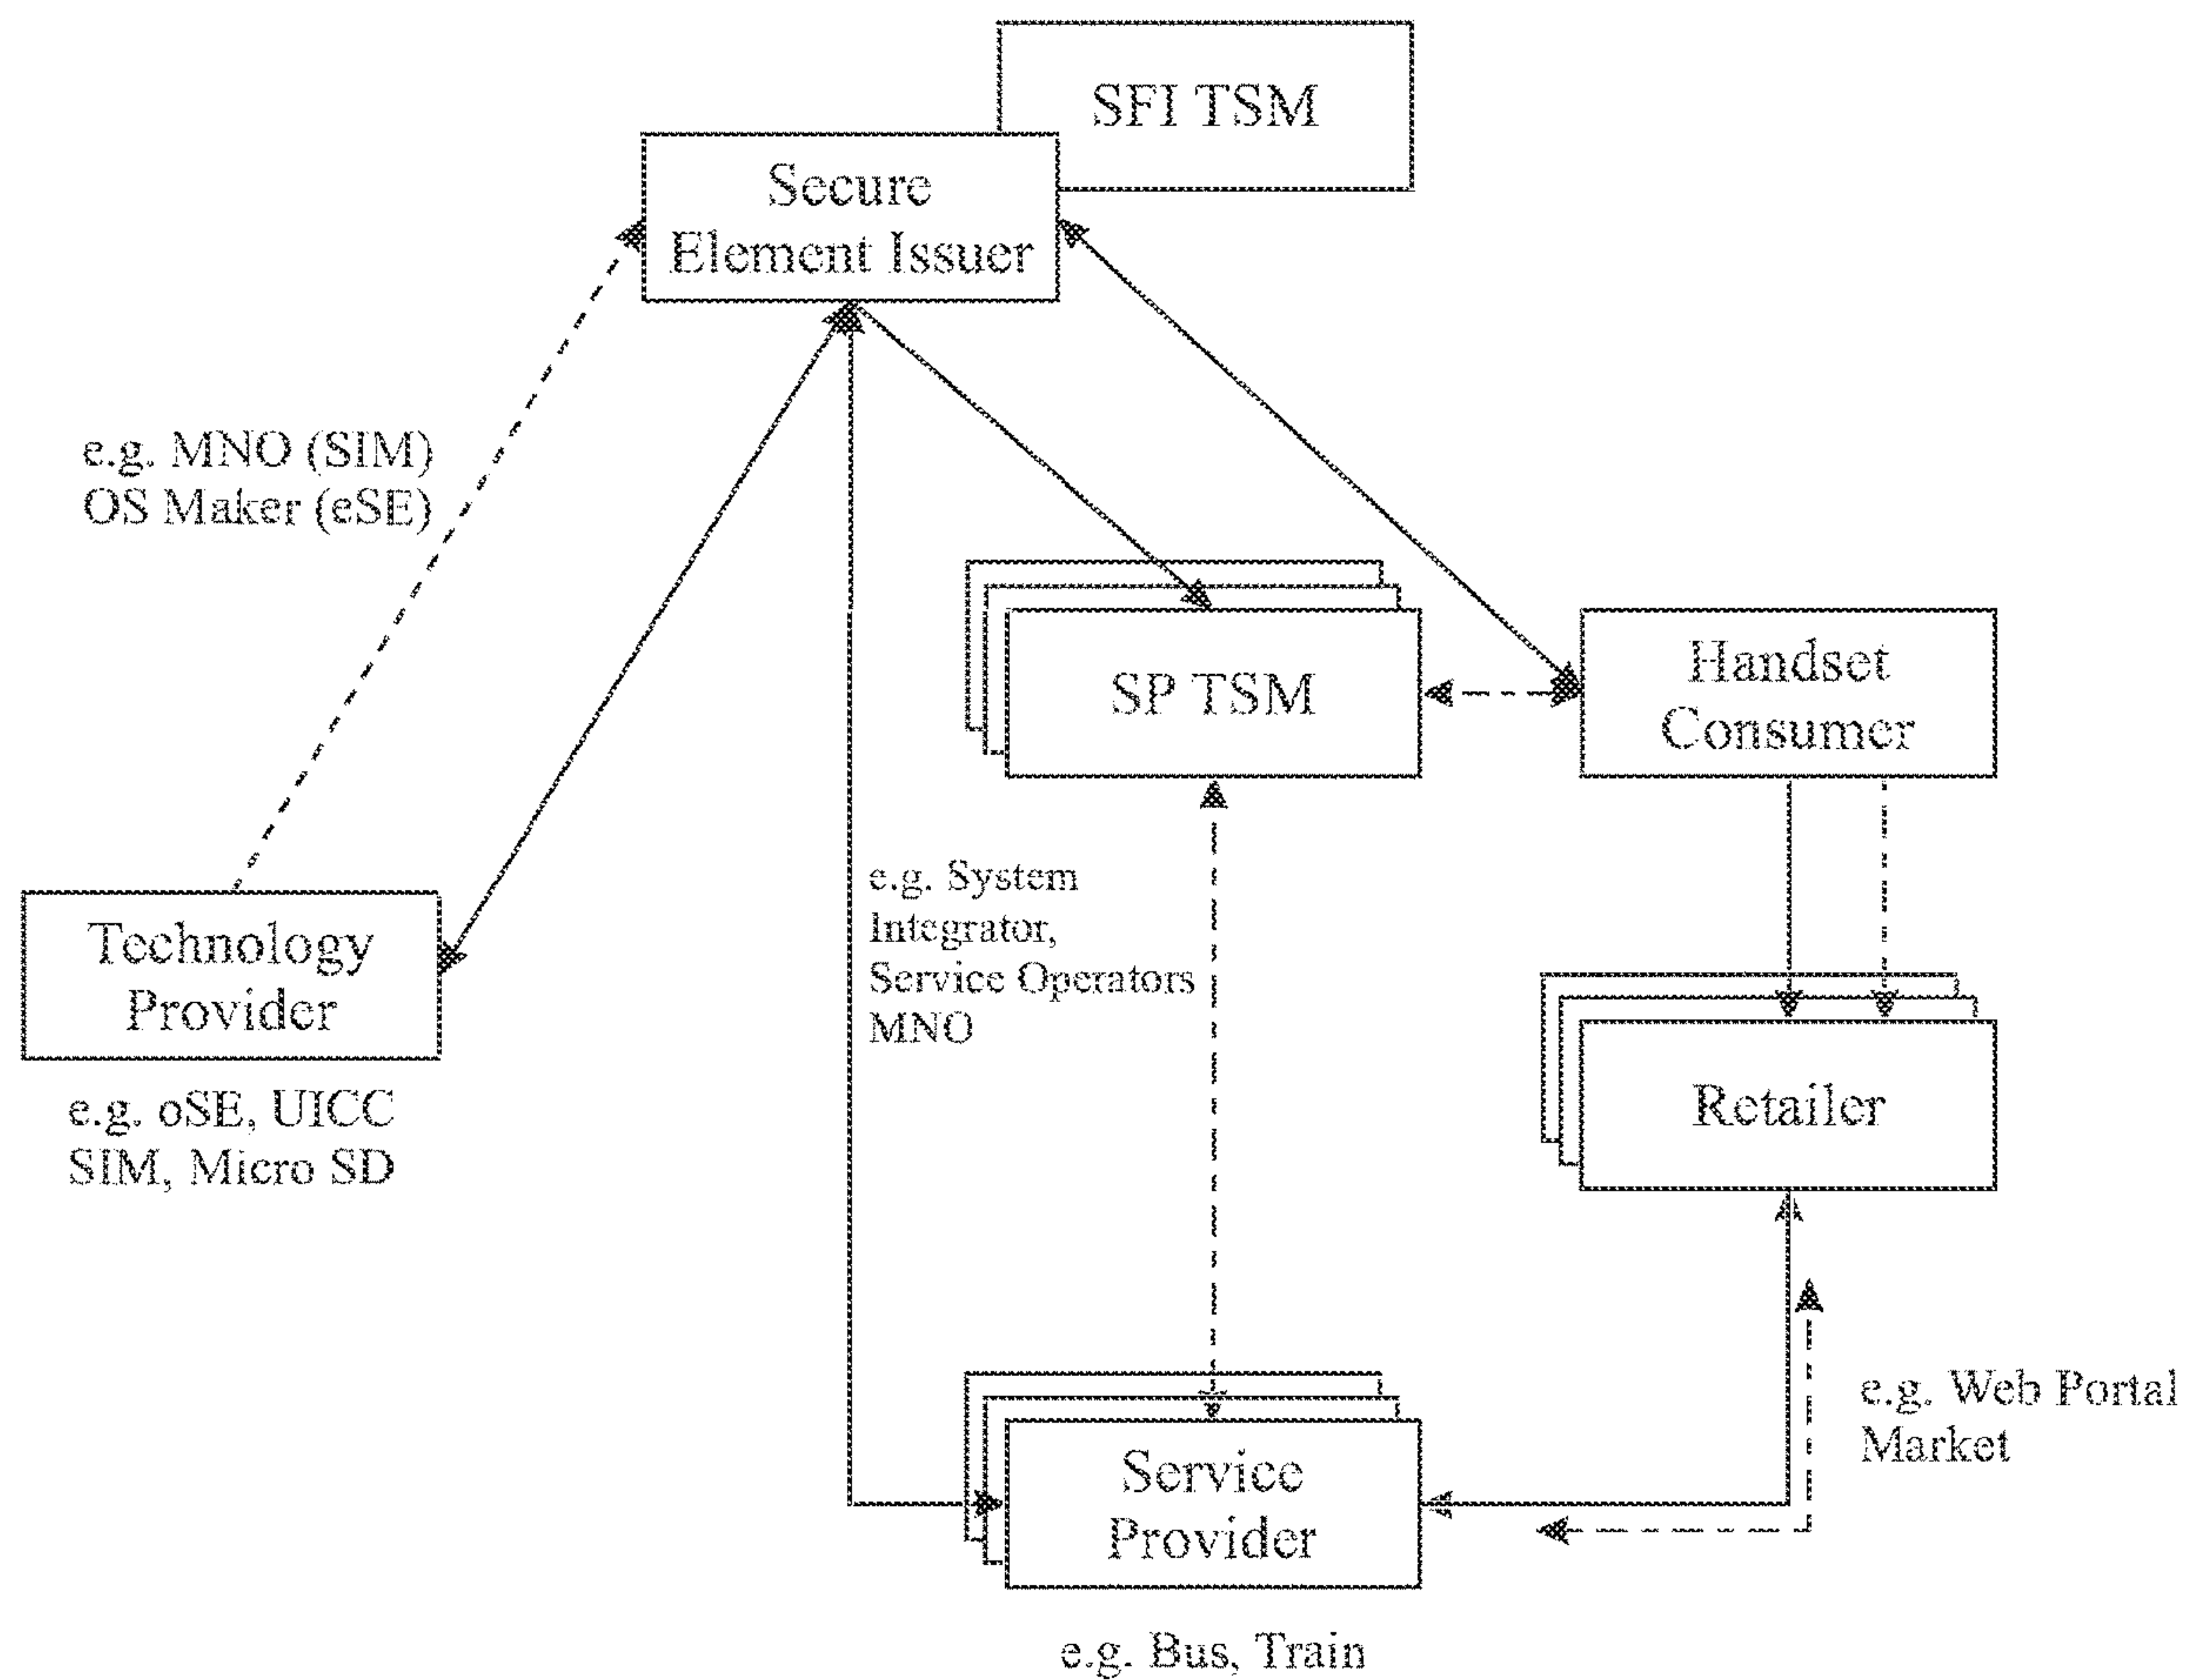 SFI TSM
Secure
Element Issuer
e.g. MNO (SIM)
OS Maker (eSE)
SP TSM
Handset
Consumer
e.g. System
Integrator,
Service Operators
MNO
Technology
Provider
e.g. oSE, UICC
SIM, Micro SD
Retailer
e.g. Web Portal
Market
Service
Provider
e.g. Bus, Train